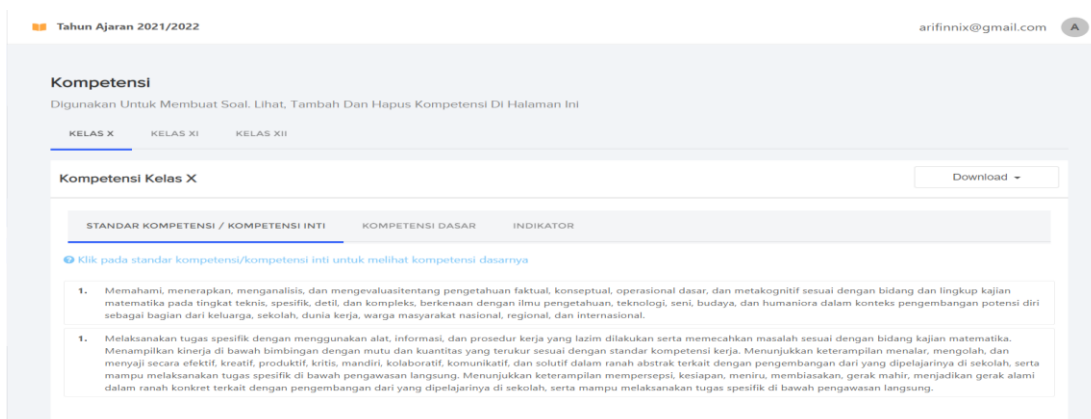 Tahun Ajaran 2021/2022
arifinnix@gmail.com
A
Kompetensi
Digunakan Untuk Membuat Soal. Lihat, Tambah Dan Hapus Kompetensi Di Halaman Ini
KELAS X
KELAS XI
KELAS XII
Kompetensi Kelas X
Download
STANDAR KOMPETENSI / KOMPETENSI INTI
KOMPETENSI DASAR
INDIKATOR
Klik pada standar kompetensi/kompetensi inti untuk melihat kompetensi dasarnya
1. Memahami, menerapkan, menganalisis, dan mengevaluasitentang pengetahuan faktual, konseptual, operasional dasar, dan metakognitif sesuai dengan bidang dan lingkup kajian
matematika pada tingkat teknis, spesifik, detil, dan kompleks, berkenaan dengan ilmu pengetahuan, teknologi, seni, budaya, dan humaniora dalam konteks pengembangan potensi diri
sebagai bagian dari keluarga, sekolah, dunia kerja, warga masyarakat nasional, regional, dan internasional.
1. Melaksanakan tugas spesifik dengan menggunakan alat, informasi, dan prosedur kerja yang lazim dilakukan serta memecahkan masalah sesuai dengan bidang kajian matematika.
Menampilkan kinerja di bawah bimbingan dengan mutu dan kuantitas yang terukur sesuai dengan standar kompetensi kerja. Menunjukkan keterampilan menalar, mengolah, dan
menyaji secara efektif, kreatif, produktif, kritis, mandiri, kolaboratif, komunikatif, dan solutif dalam ranah abstrak terkait dengan pengembangan dari yang dipelajarinya di sekolah, serta
mampu melaksanakan tugas spesifik di bawah pengawasan langsung. Menunjukkan keterampilan mempersepsi, kesiapan, meniru, membiasakan, gerak mahir, menjadikan gerak alami
dalam ranah konkret terkait dengan pengembangan dari yang dipelajarinya di sekolah, serta mampu melaksanakan tugas spesifik di bawah pengawasan langsung.